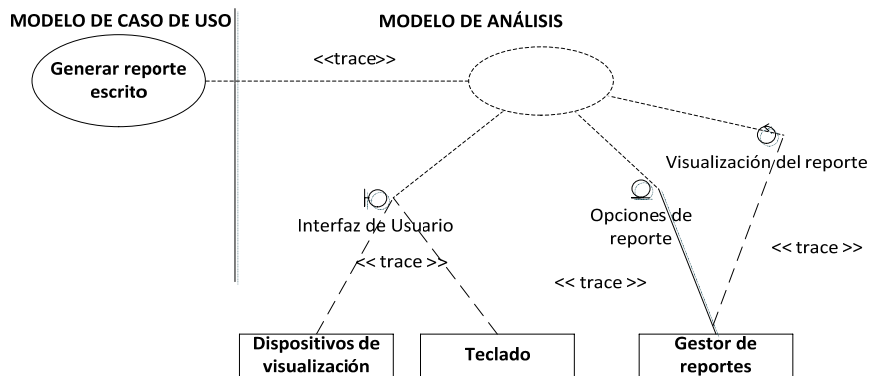 MODELO DE CASO DE USO
MODELO DE ANÁLISIS
<<trace>>
Generar reporte
escrito
Visualización del reporte
Interfaz de Usuario
Opciones de
reporte
<< trace >>
<< trace >>
<< trace >>
Dispositivos de
visualización
Teclado
Gestor de
reportes